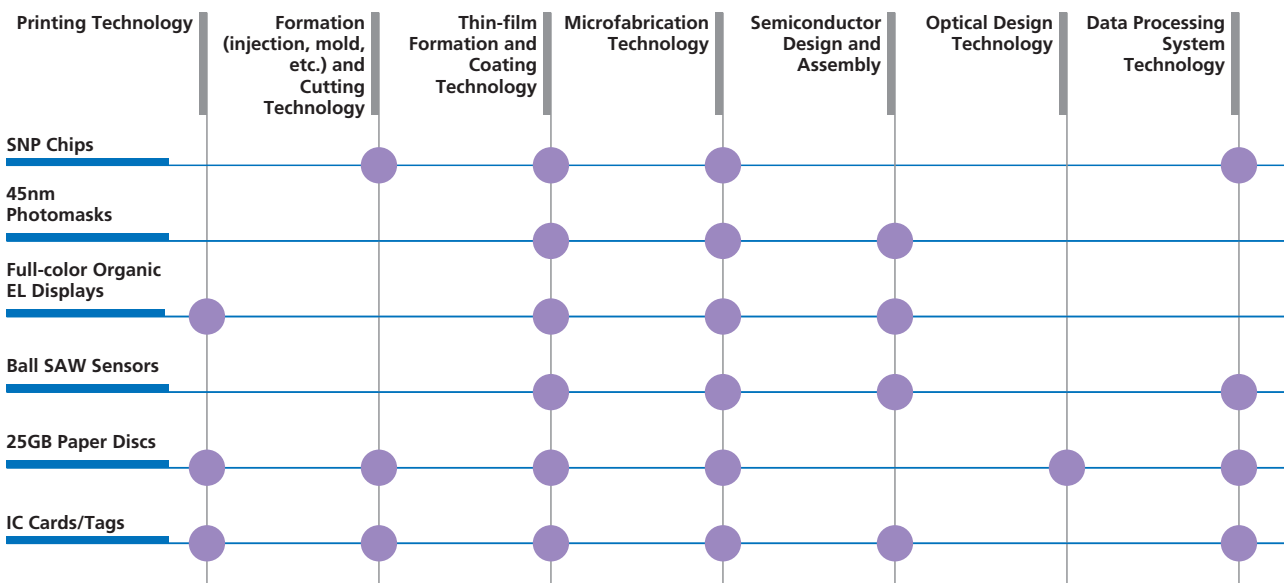 Printing Technology
Formation
(injection, mold,
etc.) and
Cutting
Technology
Thin-film
Formation and
Coating
Technology
Microfabrication
Technology
Semiconductor
Design and
Assembly
Optical Design
Technology
Data Processing
System
Technology
SNP Chips
45nm
Photomasks
Full-color Organic
EL Displays
Ball SAW Sensors
25GB Paper Discs
IC Cards/Tags